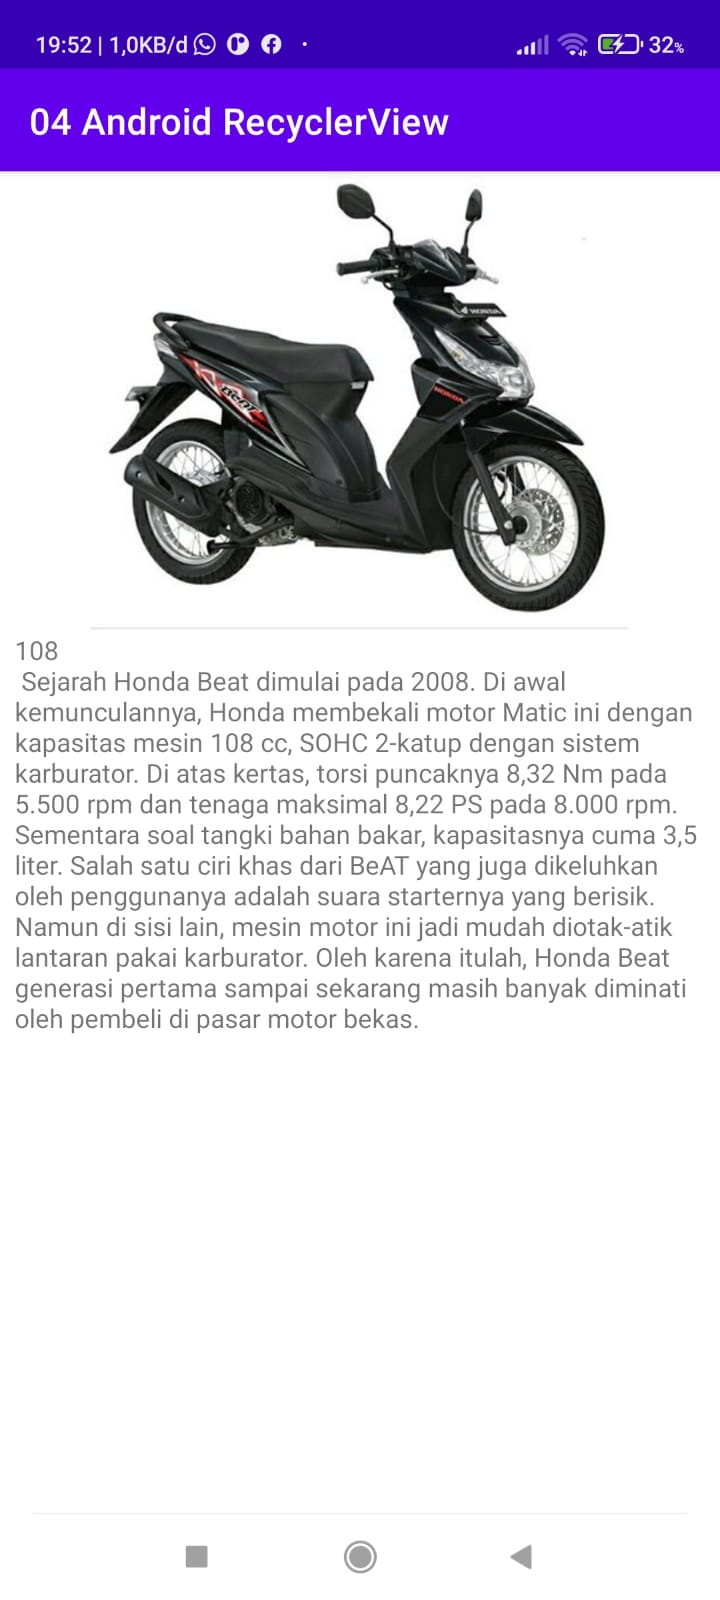 19:52 | 1,0KB/d
32%
04 Android RecyclerView
HONDA
HONDA
BeAT
108
Sejarah Honda Beat dimulai pada 2008. Di awal
kemunculannya, Honda membekali motor Matic ini dengan
kapasitas mesin 108 cc, SOHC 2-katup dengan sistem
karburator. Di atas kertas, torsi puncaknya 8,32 Nm pada
5.500 rpm dan tenaga maksimal 8,22 PS pada 8.000 rpm.
Sementara soal tangki bahan bakar, kapasitasnya cuma 3,5
liter. Salah satu ciri khas dari BeAT yang juga dikeluhkan
oleh penggunanya adalah suara starternya yang berisik.
Namun di sisi lain, mesin motor ini jadi mudah diotak-atik
lantaran pakai karburator. Oleh karena itulah, Honda Beat
generasi pertama sampai sekarang masih banyak diminati
oleh pembeli di pasar motor bekas.